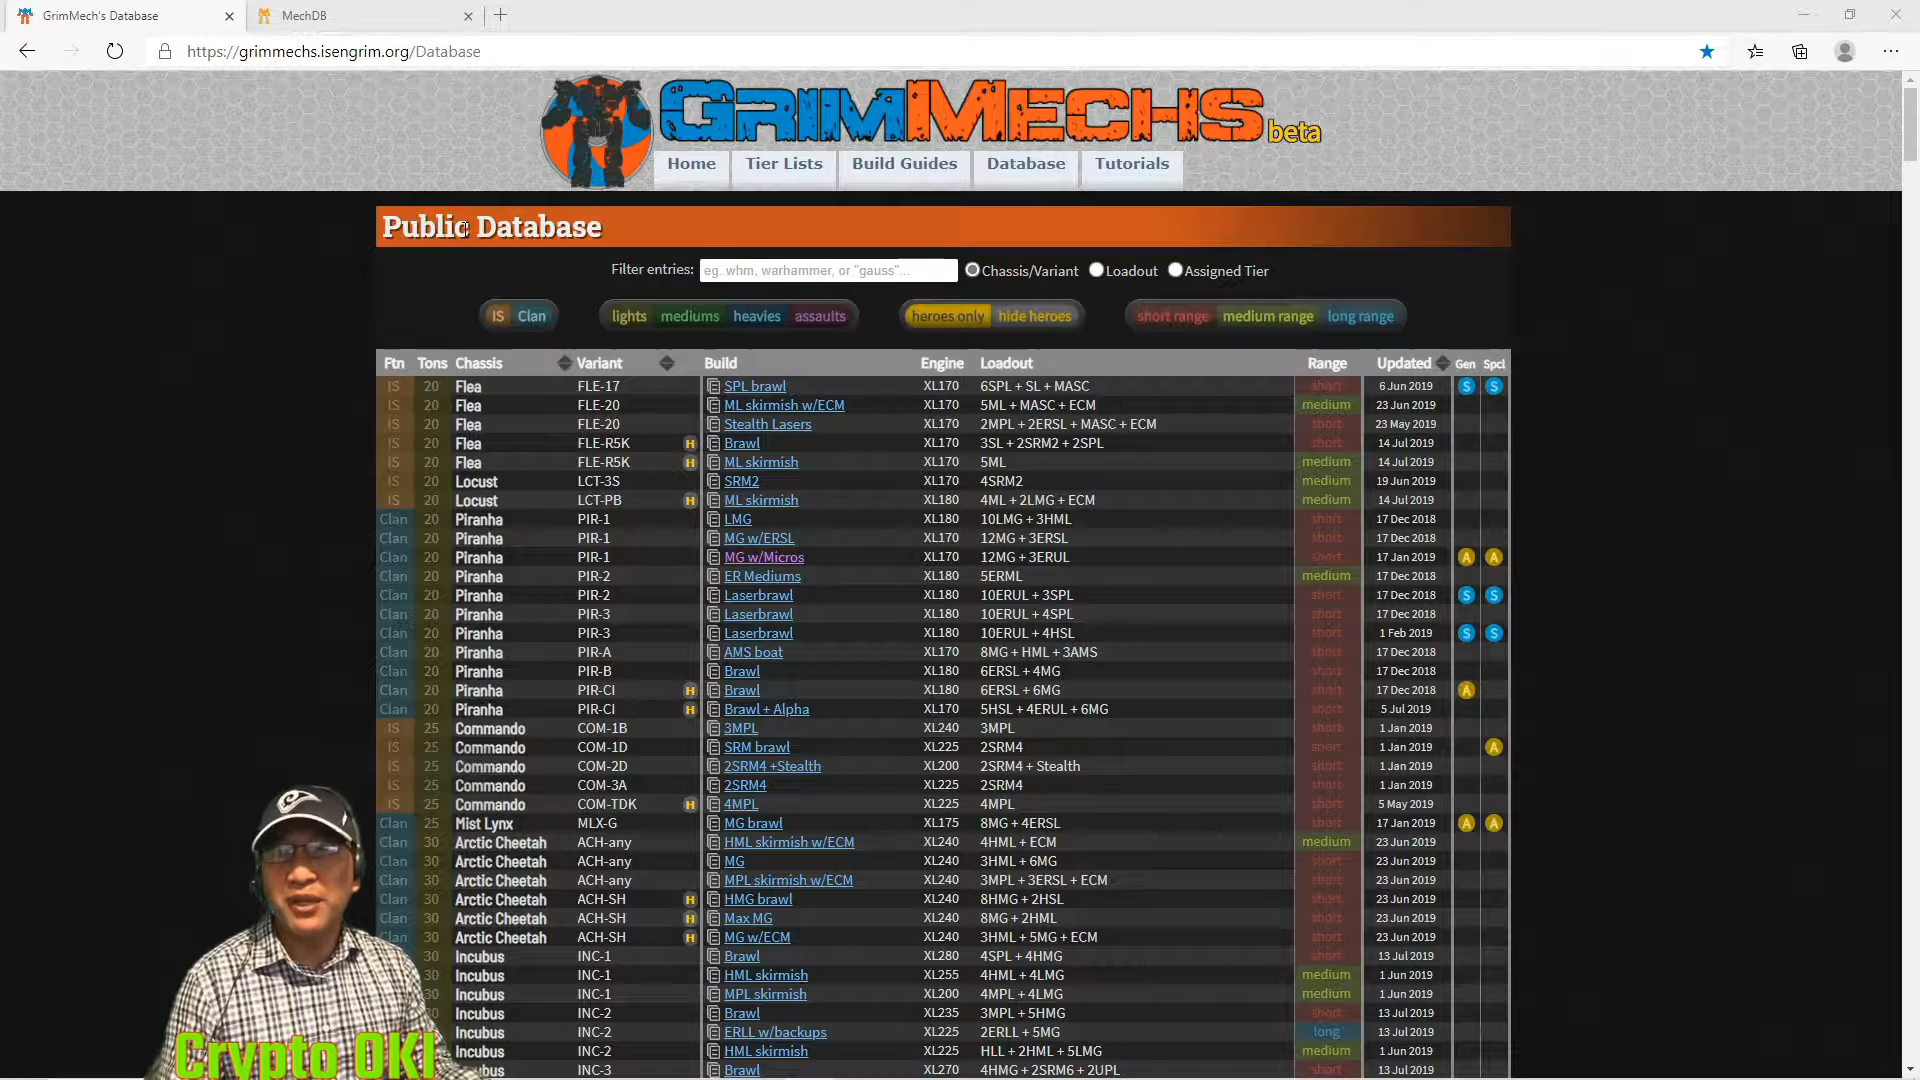 GrimMech's Database
MechDB
https://grimmechs.isengrim.org/Database
GRIMMECHS beta
Home Tier Lists Build Guides Database Tutorials
Public Database
Filter entries: eg. whm, warhammer, or "gauss"... Chassis/Variant Loadout Assigned Tier
IS Clan lights mediums heavies assaults heroes only hide heroes short range medium range long range
Ftn Tons Chassis Variant Build Engine Loadout Range Updated Gen Spcl
IS 20 Flea FLE-17 SPL brawl XL170 6SPL + SL + MASC short 6 Jun 2019 S S
IS 20 Flea FLE-20 ML skirmish w/ECM XL170 5ML + MASC + ECM medium 23 Jun 2019
IS 20 Flea FLE-20 Stealth Lasers XL170 2MPL + 2ERSL + MASC + ECM short 23 May 2019
IS 20 Flea FLE-R5K H Brawl XL170 3SL + 2SRM2 + 2SPL short 14 Jul 2019
IS 20 Flea FLE-R5K H ML skirmish XL170 5ML medium 14 Jul 2019
IS 20 Locust LCT-3S SRM2 XL170 4SRM2 medium 19 Jun 2019
IS 20 Locust LCT-PB H ML skirmish XL180 4ML + 2LMG + ECM medium 14 Jul 2019
Clan 20 Piranha PIR-1 LMG XL180 10LMG + 3HML short 17 Dec 2018
Clan 20 Piranha PIR-1 MG w/ERSL XL170 12MG + 3ERSL short 17 Dec 2018
Clan 20 Piranha PIR-1 MG w/Micros XL170 12MG + 3ERUL short 17 Jan 2019 A A
Clan 20 Piranha PIR-2 ER Mediums XL180 5ERML medium 17 Dec 2018
Clan 20 Piranha PIR-2 Laserbrawl XL180 10ERUL + 3SPL short 17 Dec 2018 S S
Clan 20 Piranha PIR-3 Laserbrawl XL180 10ERUL + 4SPL short 17 Dec 2018
Clan 20 Piranha PIR-3 Laserbrawl XL180 10ERUL + 4HSL short 1 Feb 2019 S S
Clan 20 Piranha PIR-A AMS boat XL170 8MG + HML + 3AMS short 17 Dec 2018
Clan 20 Piranha PIR-B Brawl XL180 6ERSL + 4MG short 17 Dec 2018
Clan 20 Piranha PIR-CI H Brawl XL180 6ERSL + 6MG short 17 Dec 2018 A
Clan 20 Piranha PIR-CI H Brawl + Alpha XL170 5HSL + 4ERUL + 6MG short 5 Jul 2019
IS 25 Commando COM-1B 3MPL XL240 3MPL short 1 Jan 2019
IS 25 Commando COM-1D SRM brawl XL225 2SRM4 short 1 Jan 2019 A
IS 25 Commando COM-2D 2SRM4 +Stealth XL200 2SRM4 + Stealth short 1 Jan 2019
IS 25 Commando COM-3A 2SRM4 XL225 2SRM4 short 1 Jan 2019
IS 25 Commando COM-TDK H 4MPL XL225 4MPL short 5 May 2019
Clan 25 Mist Lynx MLX-G MG brawl XL175 8MG + 4ERSL short 17 Jan 2019 A A
Clan 30 Arctic Cheetah ACH-any HML skirmish w/ECM XL240 4HML + ECM medium 23 Jun 2019
Clan 30 Arctic Cheetah ACH-any MG XL240 3HML + 6MG short 23 Jun 2019
Clan 30 Arctic Cheetah ACH-any MPL skirmish w/ECM XL240 3MPL + 3ERSL + ECM short 23 Jun 2019
Clan 30 Arctic Cheetah ACH-SH H HMG brawl XL240 8HMG + 2HSL short 23 Jun 2019
Clan 30 Arctic Cheetah ACH-SH H Max MG XL240 8MG + 2HML short 23 Jun 2019
Clan 30 Arctic Cheetah ACH-SH H MG w/ECM XL240 3HML + 5MG + ECM short 23 Jun 2019
30 Incubus INC-1 Brawl XL280 4SPL + 4HMG short 13 Jul 2019
30 Incubus INC-1 HML skirmish XL255 4HML + 4LMG medium 1 Jun 2019
30 Incubus INC-1 MPL skirmish XL200 4MPL + 4LMG medium 1 Jun 2019
Incubus INC-2 Brawl XL235 3MPL + 5HMG short 13 Jul 2019
Incubus INC-2 ERLL w/backups XL225 2ERLL + 5MG long 13 Jul 2019
Incubus INC-2 HML skirmish XL225 HLL + 2HML + 5LMG medium 1 Jun 2019
ubus INC-3 Brawl XL270 4HMG + 2SRM6 + 2UPL short 13 Jul 2019
Crypto OKI